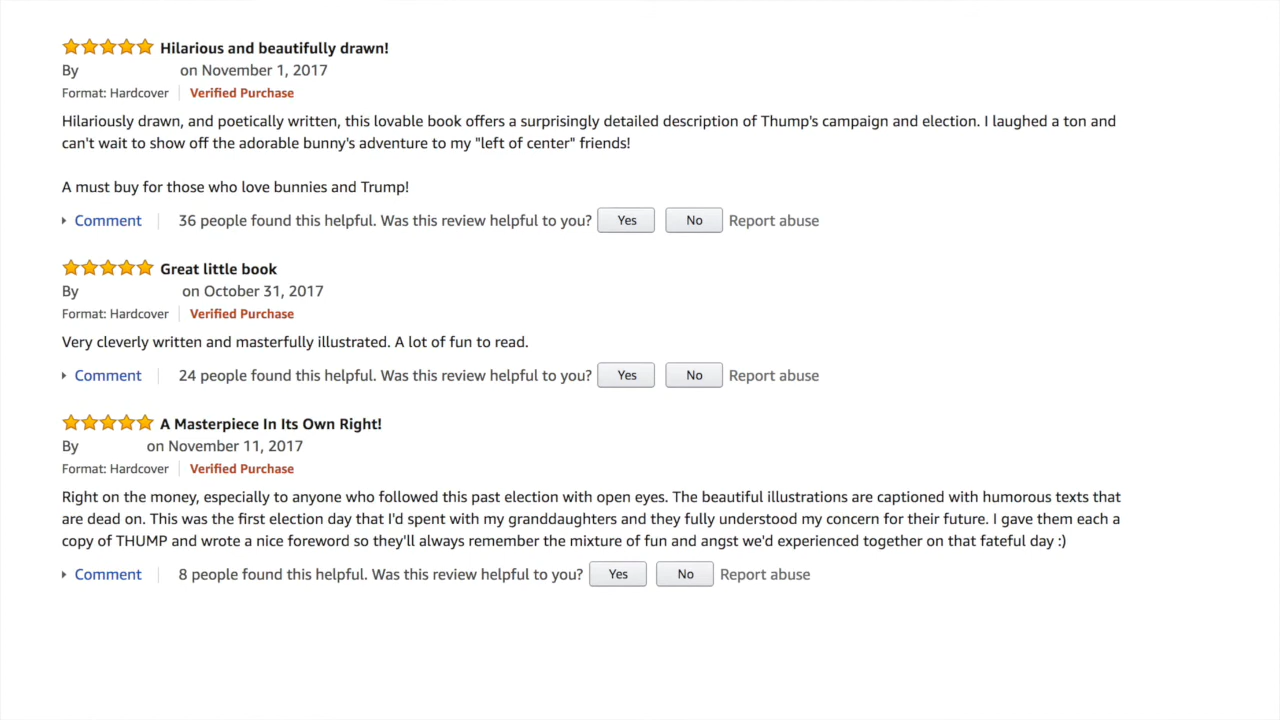 Hilarious and beautifully drawn!
By on November 1, 2017
Format: Hardcover Verified Purchase
Hilariously drawn, and poetically written, this lovable book offers a surprisingly detailed description of Thump's campaign and election. I laughed a ton and
can't wait to show off the adorable bunny's adventure to my "left of center" friends!
A must buy for those who love bunnies and Trump!
Comment 36 people found this helpful. Was this review helpful to you? Yes No Report abuse
Great little book
By on October 31, 2017
Format: Hardcover Verified Purchase
Very cleverly written and masterfully illustrated. A lot of fun to read.
Comment 24 people found this helpful. Was this review helpful to you? Yes No Report abuse
A Masterpiece In Its Own Right!
By on November 11, 2017
Format: Hardcover Verified Purchase
Right on the money, especially to anyone who followed this past election with open eyes. The beautiful illustrations are captioned with humorous texts that
are dead on. This was the first election day that I'd spent with my granddaughters and they fully understood my concern for their future. I gave them each a
copy of THUMP and wrote a nice foreword so they'll always remember the mixture of fun and angst we'd experienced together on that fateful day :)
Comment 8 people found this helpful. Was this review helpful to you? Yes No Report abuse